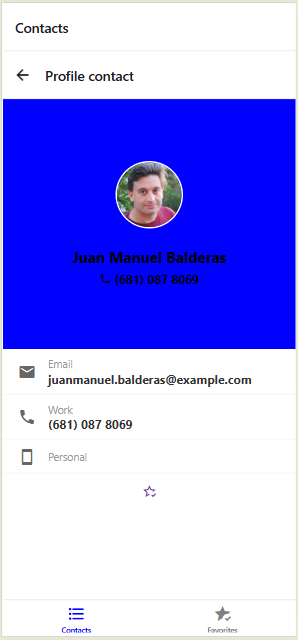 Contacts
Profile contact
Juan Manuel Balderas
(681) 087 8069
Email
juanmanuel.balderas@example.com
Work
(681) 087 8069
Personal
Contacts
Favorites